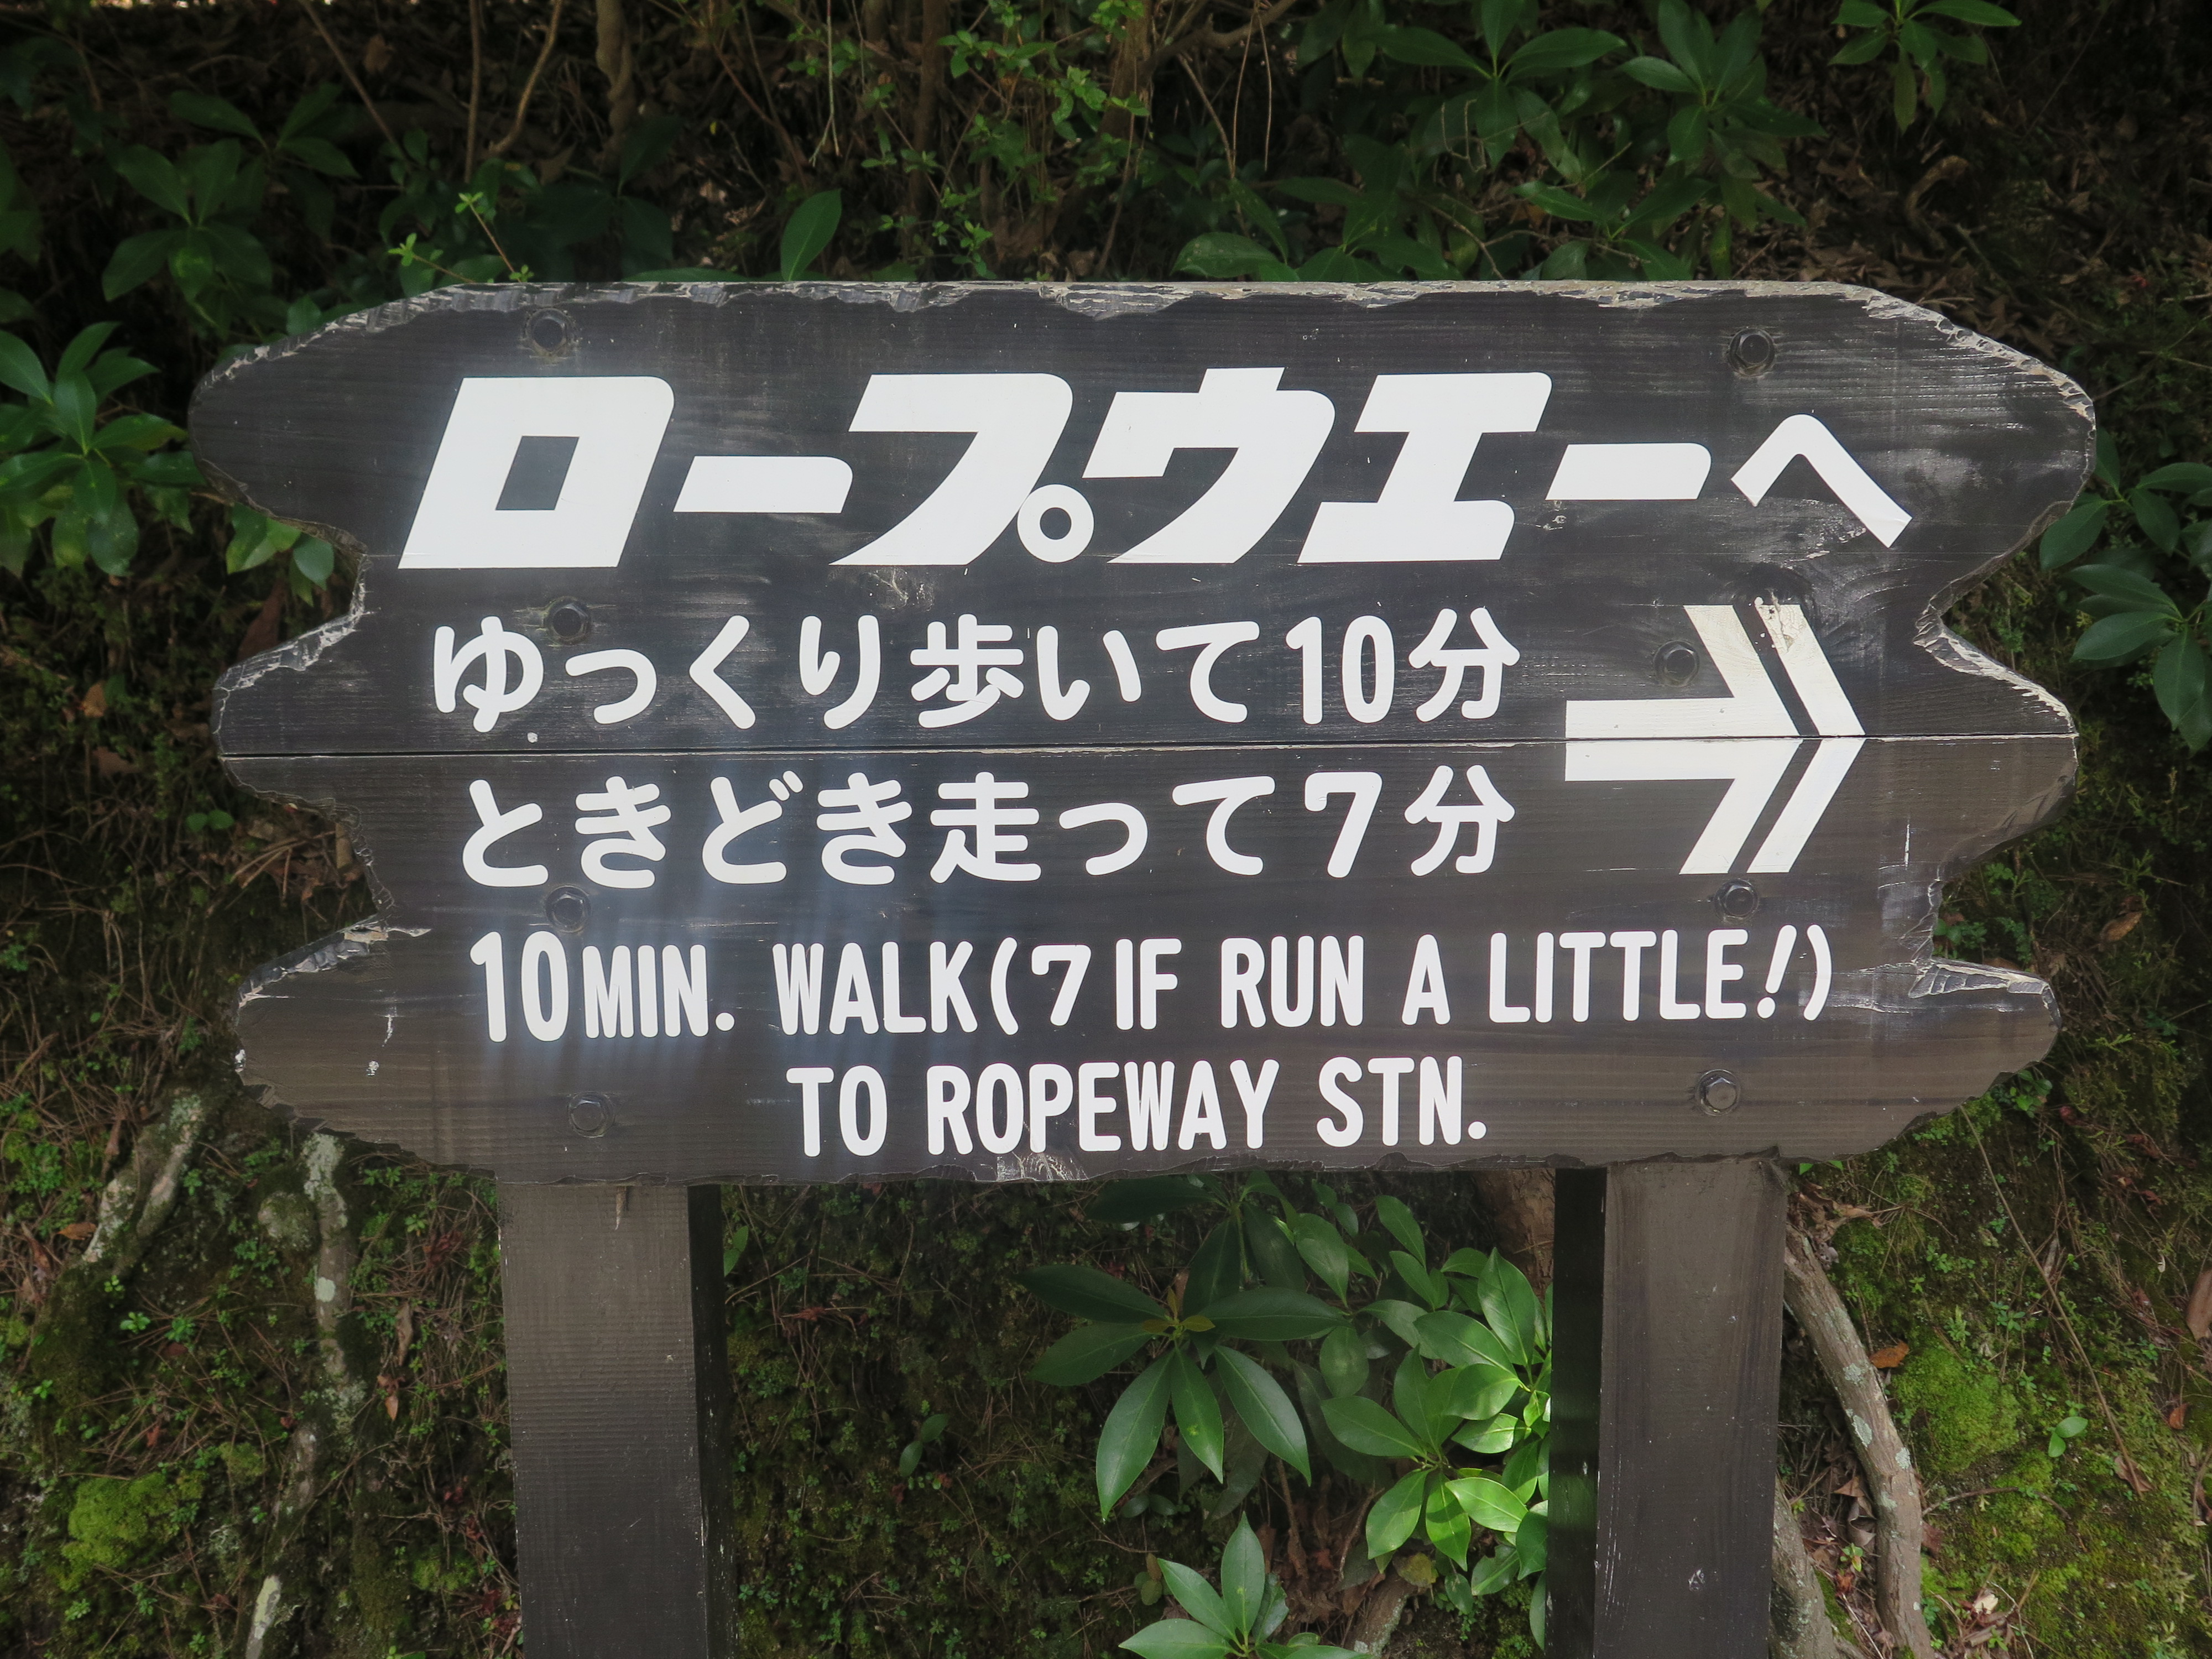 ロープウエーへ
ゆっくり歩いて10分
ときどき走って7分
10MIN. WALK(7 IF RUN A LITTLE!)
TO ROPEWAY STN.